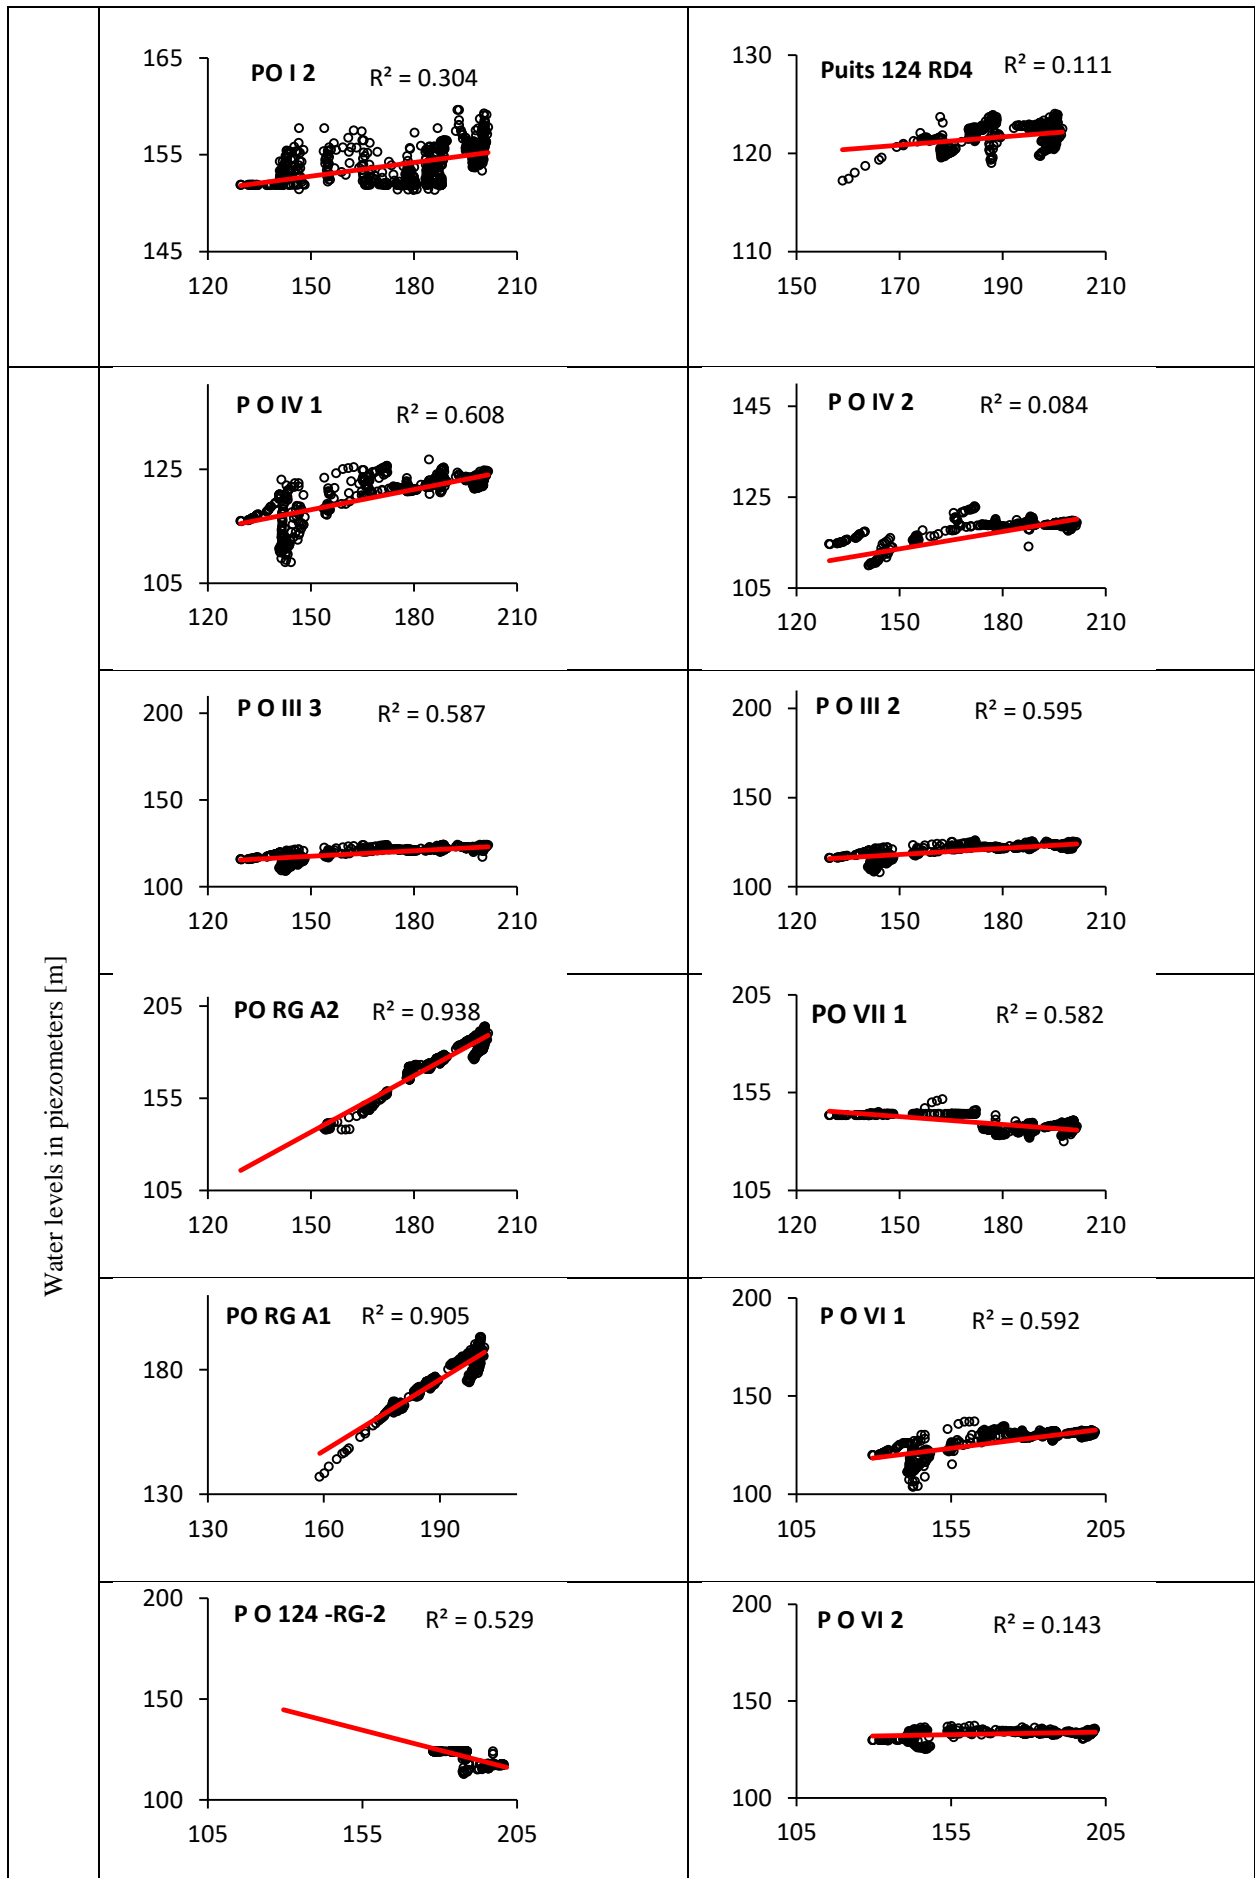 Water levels in piezometers [m]
PO I 2 R² = 0.304
165
155
145
120 150 180 210
Puits 124 RD4 R² = 0.111
130
120
110
150 170 190 210
P O IV 1 R² = 0.608
125
105
120 150 180 210
P O IV 2 R² = 0.084
145
125
105
120 150 180 210
P O III 3 R² = 0.587
200
150
100
120 150 180 210
P O III 2 R² = 0.595
200
150
100
120 150 180 210
PO RG A2 R² = 0.938
205
155
105
120 150 180 210
PO VII 1 R² = 0.582
205
155
105
120 150 180 210
PO RG A1 R² = 0.905
180
130
130 160 190
P O VI 1 R² = 0.592
200
150
100
105 155 205
P O 124 -RG-2 R² = 0.529
200
150
100
105 155 205
P O VI 2 R² = 0.143
200
150
100
105 155 205